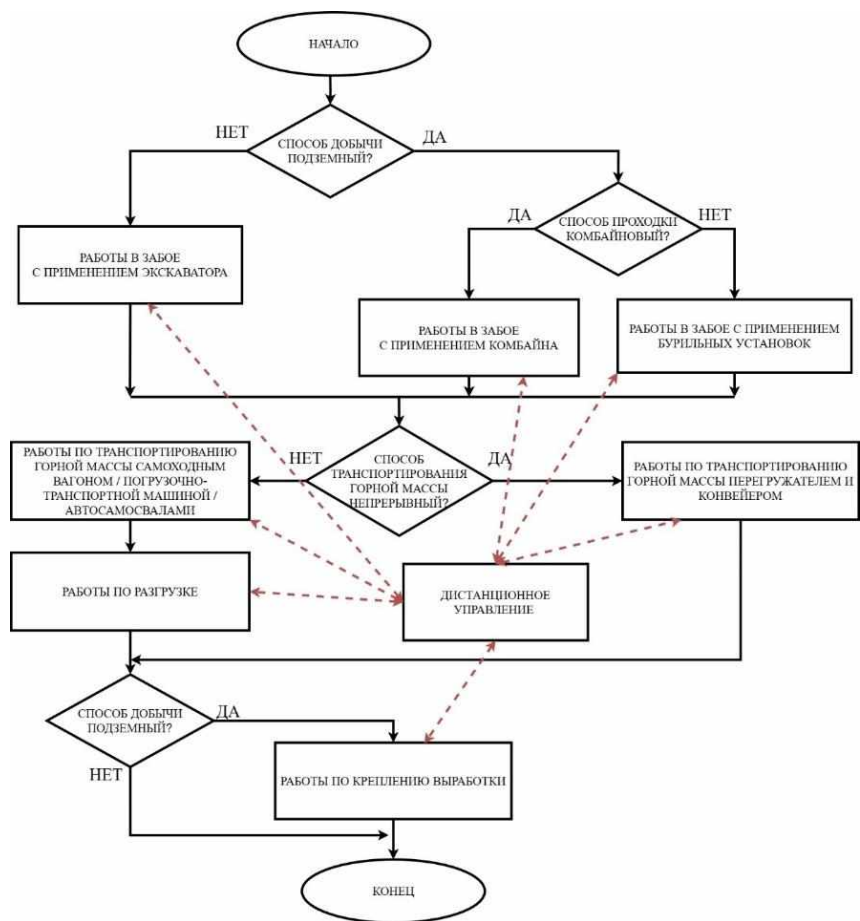 НАЧАЛО
НЕТ
СПОСОБ ДОБЫЧИ
ПОДЗЕМНЫЙ?
ДА
ДА
СПОСОБ ПРОХОДКИ
КОМБАЙНОВЫЙ?
НЕТ
РАБОТЫ В ЗАБОЕ
С ПРИМЕНЕНИЕМ ЭКСКАВАТОРА
РАБОТЫ В ЗАБОЕ
С ПРИМЕНЕНИЕМ КОМБАЙНА
РАБОТЫ В ЗАБОЕ С ПРИМЕНЕНИЕМ
БУРИЛЬНЫХ УСТАНОВОК
РАБОТЫ ПО ТРАНСПОРТИРОВАНИЮ
ГОРНОЙ МАССЫ САМОХОДНЫМ
ВАГОНОМ / ПОГРУЗОЧНО-
ТРАНСПОРТНОЙ МАШИНОЙ /
АВТОСАМОСВАЛАМИ
НЕТ
СПОСОБ
ТРАНСПОРТИРОВАНИЯ
ГОРНОЙ МАССЫ
НЕПРЕРЫВНЫЙ?
ДА
РАБОТЫ ПО ТРАНСПОРТИРОВАНИЮ
ГОРНОЙ МАССЫ ПЕРЕГРУЖАТЕЛЕМ И
КОНВЕЙЕРОМ
РАБОТЫ ПО РАЗГРУЗКЕ
ДИСТАНЦИОННОЕ
УПРАВЛЕНИЕ
СПОСОБ ДОБЫЧИ
ПОДЗЕМНЫЙ?
ДА
НЕТ
РАБОТЫ ПО КРЕПЛЕНИЮ ВЫРАБОТКИ
КОНЕЦ